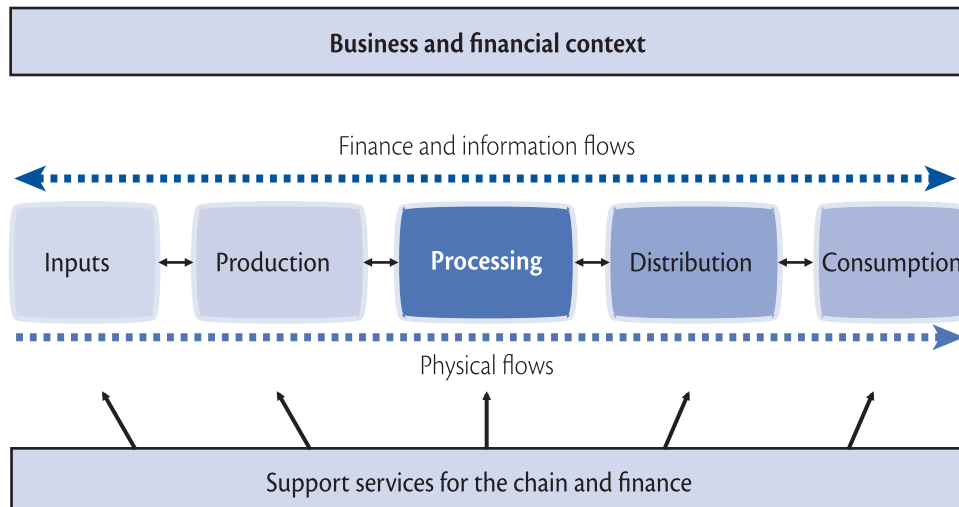 Business and financial context
Finance and information flows
Inputs
Production
Processing
Distribution
Consumption
Physical flows
Support services for the chain and finance